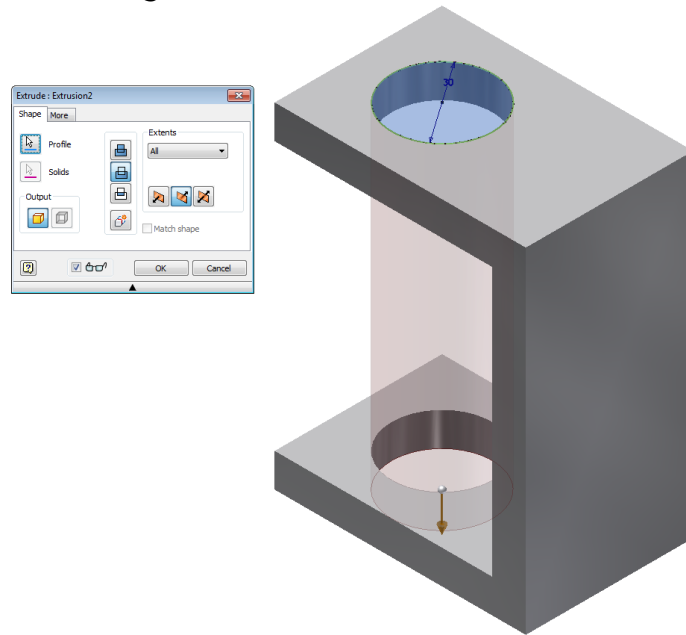 Extrude : Extrusion2
Shape More
Extents
Profile
All
Solids
Output
Match shape
OK Cancel
30